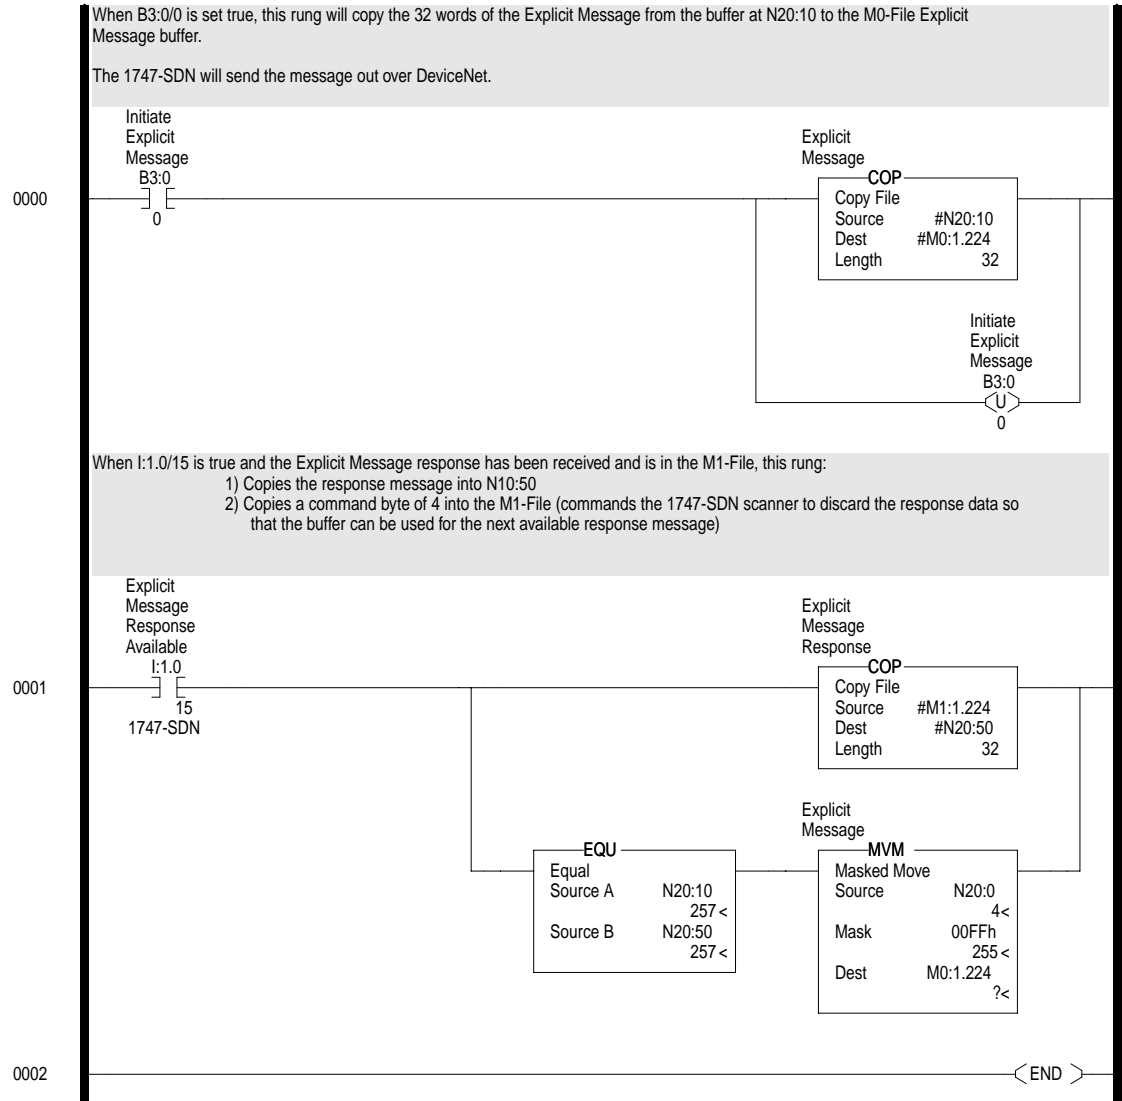 When B3:0/0 is set true, this rung will copy the 32 words of the Explicit Message from the buffer at N20:10 to the M0-File Explicit
Message buffer.
The 1747-SDN will send the message out over DeviceNet.
Initiate
Explicit
Message
B3:0
0000
0
Explicit
Message
COP
Copy File
Source #N20:10
Dest #M0:1.224
Length 32
Initiate
Explicit
Message
B3:0
U
0
When I:1.0/15 is true and the Explicit Message response has been received and is in the M1-File, this rung:
1) Copies the response message into N10:50
2) Copies a command byte of 4 into the M1-File (commands the 1747-SDN scanner to discard the response data so
that the buffer can be used for the next available response message)
Explicit
Message
Response
Available
I:1.0
0001
15
1747-SDN
Explicit
Message
Response
COP
Copy File
Source #M1:1.224
Dest #N20:50
Length 32
EQU
Equal
Source A N20:10
257<
Source B N20:50
257<
Explicit
Message
MVM
Masked Move
Source N20:0
4<
Mask 00FFh
255<
Dest M0:1.224
?<
0002
END